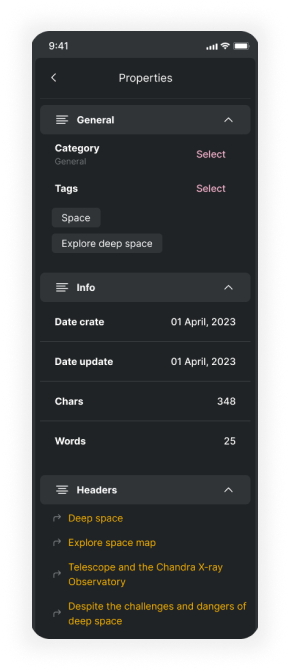 9:41
Properties
General
Category Select
General
Tags Select
Space
Explore deep space
Info
Date crate 01 April, 2023
Date update 01 April, 2023
Chars 348
Words 25
Headers
Deep space
Explore space map
Telescope and the Chandra X-ray
Observatory
Despite the challenges and dangers of
deep space